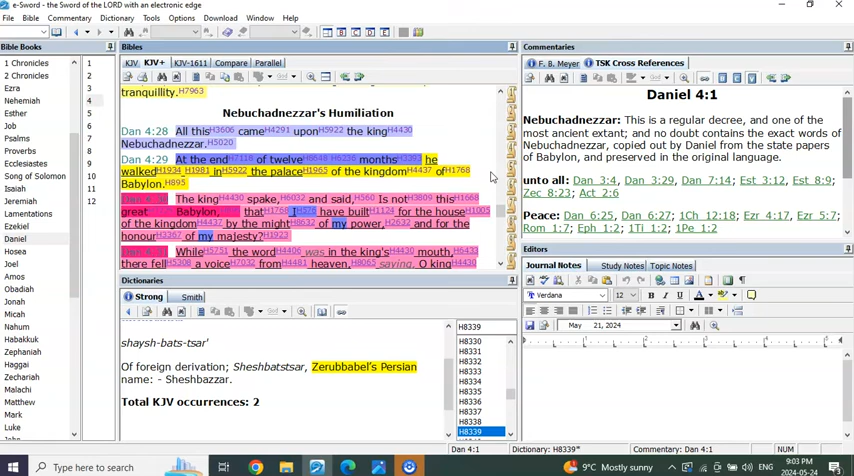 e-Sword - the Sword of the LORD with an electronic edge
File Bible Commentary Dictionary Tools Options Download Window Help
Bible Books
1 Chronicles
2 Chronicles
Ezra
Nehemiah
Esther
Job
Psalms
Proverbs
Ecclesiastes
Song of Solomon
Isaiah
Jeremiah
Lamentations
Ezekiel
Daniel
Hosea
Joel
Amos
Obadiah
Jonah
Micah
Nahum
Habakkuk
Zephaniah
Haggai
Zechariah
Malachi
Matthew
Mark
Luke
1
2
3
4
5
6
7
8
9
10
11
12
Bibles
KJV KJV+ KJV-1611 Compare Parallel
tranquillity.H7963
Nebuchadnezzar's Humiliation
Dan 4:28 All thisH3606 cameH4291 uponH5922 the kingH4430
Nebuchadnezzar.H5020
Dan 4:29 At the endH7118 of twelveH8648 H6236 monthsH3393 he
walkedH1934 H1981 inH5922 the palaceH1965 of the kingdomH4437 ofH1768
Babylon.H895
The kingH4430 spake,H6032 and said,H560 Is notH3809 thisH1668
great Babylon, thatH1768 IH576 have builtH1124 for the houseH1005
of the kingdomH4437 by the mightH8632 of my power,H2632 and for the
honourH3367 of my majesty?H1923
WhileH5751 the wordH4406 was in the king'sH4430 mouth,H6433
there fellH5308 a voiceH7032 fromH4481 heaven,H8065 saying, O kingH4430
Dictionaries
Strong Smith
shaysh-bats-tsar'
Of foreign derivation; Sheshbatstsar, Zerubbabel's Persian
name: - Sheshbazzar.
Total KJV occurrences: 2
H8339
H8330
H8331
H8332
H8333
H8334
H8335
H8336
H8337
H8338
H8339
Commentaries
F. B. Meyer TSK Cross References
Daniel 4:1
Nebuchadnezzar: This is a regular decree, and one of the
most ancient extant; and no doubt contains the exact words of
Nebuchadnezzar, copied out by Daniel from the state papers
of Babylon, and preserved in the original language.
unto all: Dan 3:4, Dan 3:29, Dan 7:14; Est 3:12, Est 8:9;
Zec 8:23; Act 2:6
Peace: Dan 6:25, Dan 6:27; 1Ch 12:18; Ezr 4:17, Ezr 5:7;
Rom 1:7; Eph 1:2; 1Ti 1:2; 1Pe 1:2
Editors
Journal Notes Study Notes Topic Notes
Verdana 12 B I U A
May 21, 2024
Dan 4:1 Dictionary: H8339* Commentary: Dan 4:1 NUM
Type here to search
9°C Mostly sunny
ENG
9:03 PM
2024-05-24